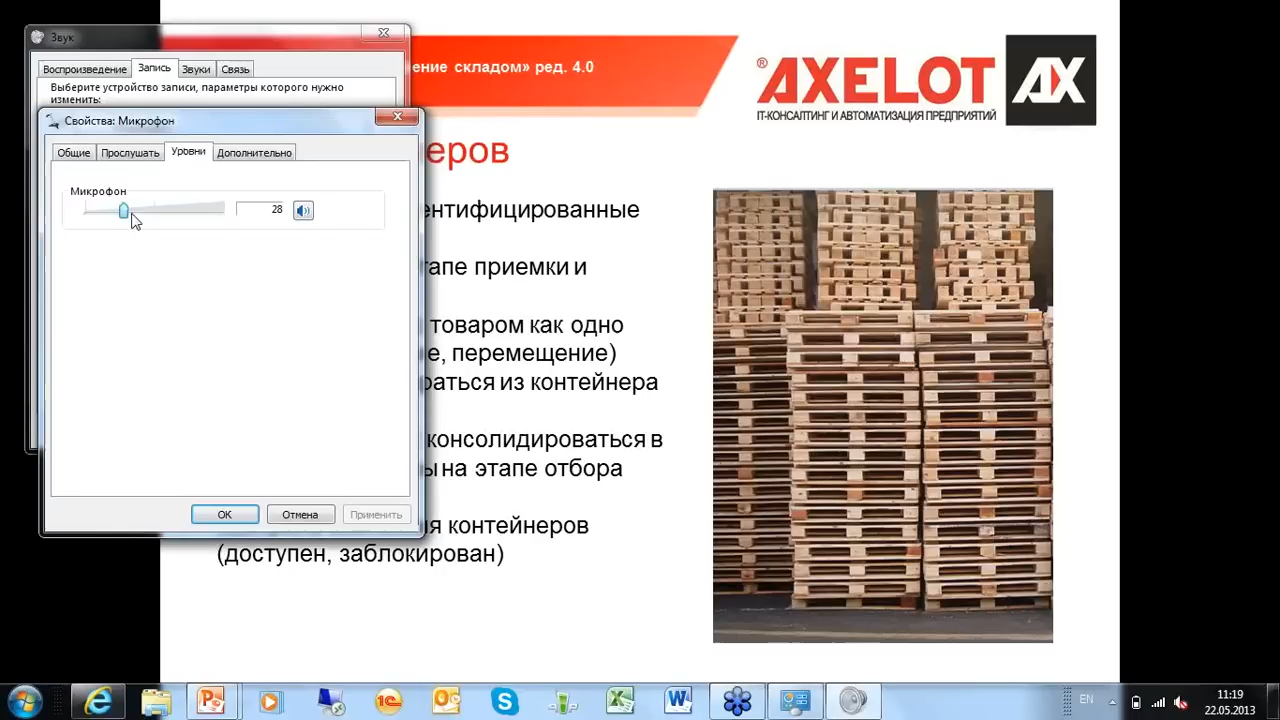 Звук
Воспроизведение Запись Звуки Связь
Выберите устройство записи, параметры которого нужно
изменить:
Свойства: Микрофон
Общие Прослушать Уровни Дополнительно
Микрофон
28
ОК Отмена Применить
ение складом» ред. 4.0
®AXELOT AX
IT-КОНСАЛТИНГ И АВТОМАТИЗАЦИЯ ПРЕДПРИЯТИЙ
еров
ентифицированные
тапе приемки и
товаром как одно
е, перемещение)
раться из контейнера
консолидироваться в
ы на этапе отбора
я контейнеров
(доступен, заблокирован)
EN
11:19
22.05.2013